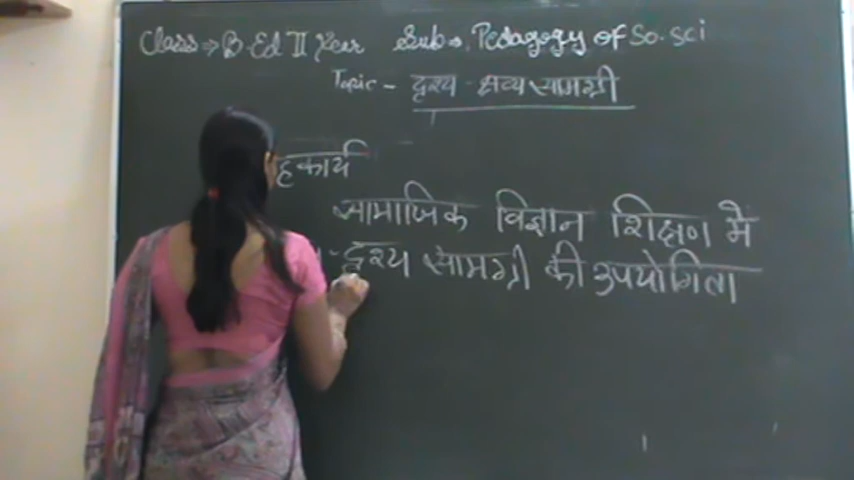 Class → B.Ed II Year Sub → Pedagogy of So. Sci
Topic - दृश्य - श्रव्य सामग्री
हकार्य
सामाजिक विज्ञान शिक्षण में
- दृश्य सामग्री की उपयोगिता